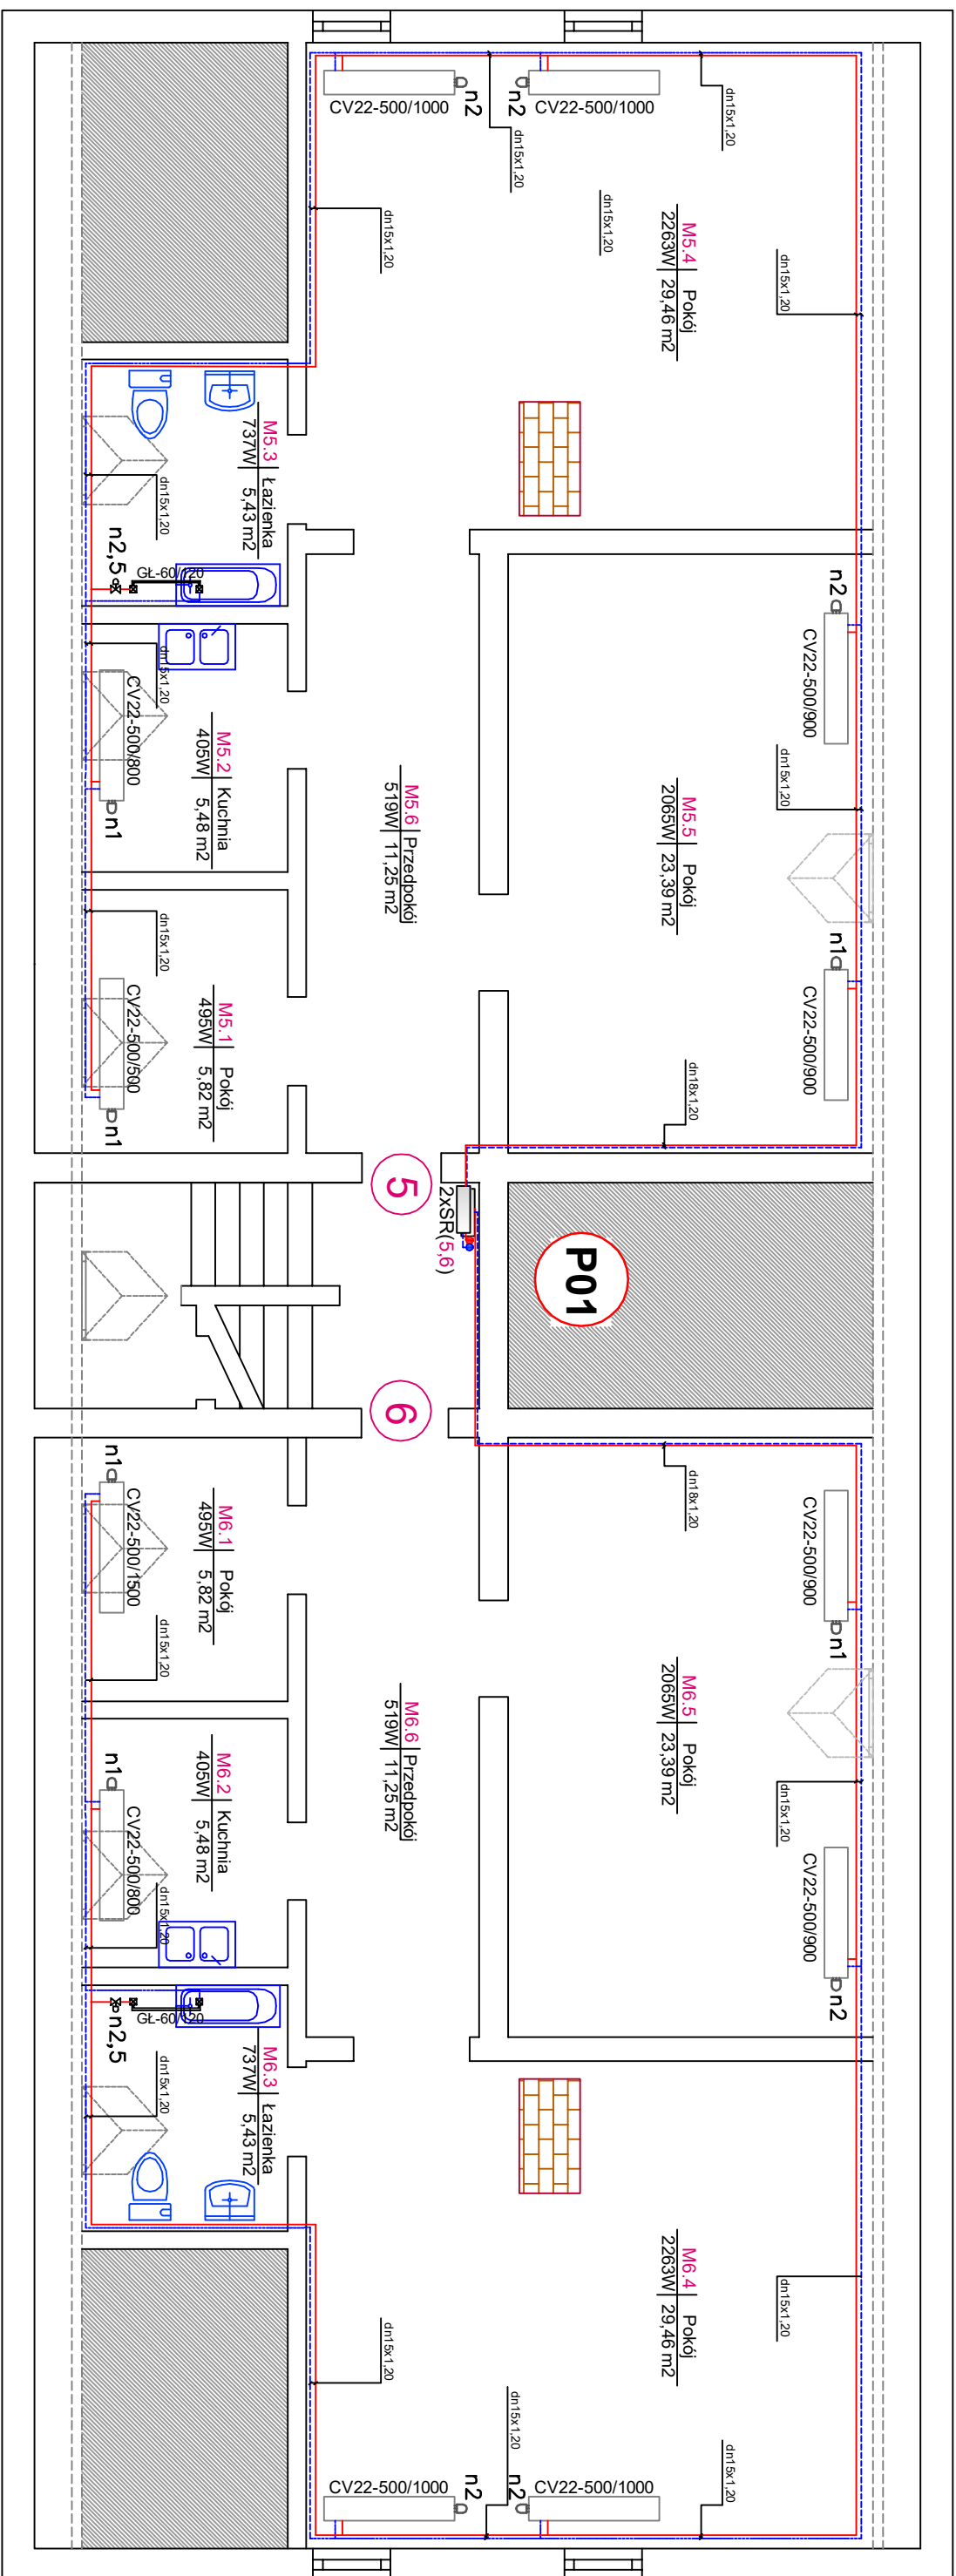 CV22-500/1000
n2
n2
CV22-500/1000
dn15x1,20
dn15x1,20
dn15x1,20
dn15x1,20
dn15x1,20
M5.4
2263W Pokój
29,46 m2
M5.3
737W Łazienka
5,43 m2
dn15x1,20
n2,5
GŁ-60/120
dn15x1,20
CV22-500/800
n1
M5.2
405W Kuchnia
5,48 m2
M5.6
519W Przedpokój
11,25 m2
n2
CV22-500/900
dn15x1,20
M5.5
2065W Pokój
23,39 m2
n1
CV22-500/900
dn15x1,20
CV22-500/500
n1
M5.1
495W Pokój
5,82 m2
dn18x1,20
5
2xSR(5,6)
P01
6
dn18x1,20
n1
CV22-500/1500
M6.1
495W Pokój
5,82 m2
dn15x1,20
CV22-500/900
n1
M6.5
2065W Pokój
23,39 m2
M6.6
519W Przedpokój
11,25 m2
M6.2
405W Kuchnia
5,48 m2
n1
CV22-500/800
dn15x1,20
dn15x1,20
CV22-500/900
n2
GŁ-60/120
n2,5
M6.3
737W Łazienka
5,43 m2
dn15x1,20
M6.4
2263W Pokój
29,46 m2
dn15x1,20
dn15x1,20
dn15x1,20
dn15x1,20
CV22-500/1000
n2
n2
CV22-500/1000